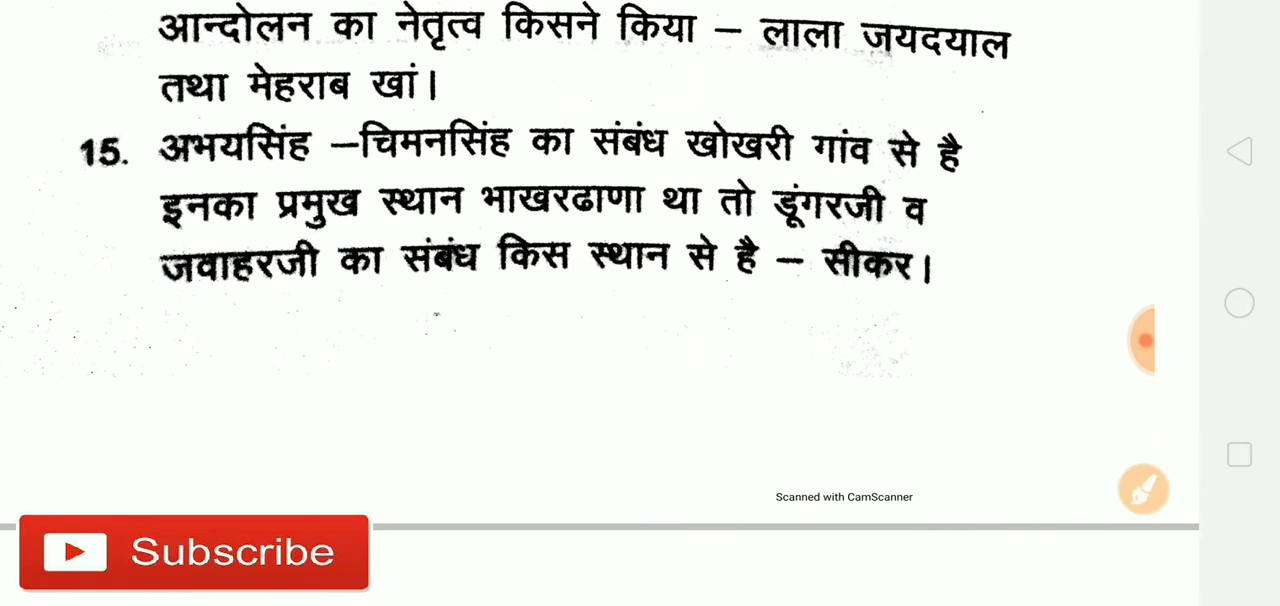 आन्दोलन का नेतृत्व किसने किया – लाला जयदयाल
तथा मेहराब खां।
15. अभयसिंह –चिमनसिंह का संबंध खोखरी गांव से है
इनका प्रमुख स्थान भाखरढाणा था तो डूंगरजी व
जवाहरजी का संबंध किस स्थान से है – सीकर।
Scanned with CamScanner
Subscribe